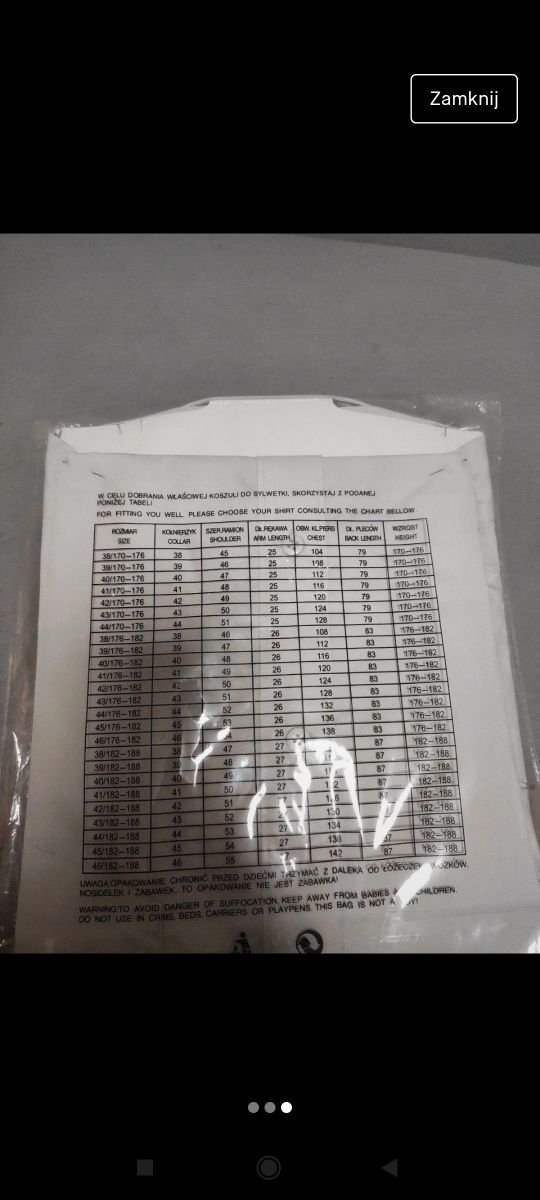 Zamknij
W CELU DOBRANIA WŁAŚCIWEJ KOSZULI DO SYLWETKI, SKORZYSTAJ Z PODANEJ
PONIŻEJ TABELI
FOR FITTING YOU WELL. PLEASE CHOOSE YOUR SHIRT CONSULTING THE CHART BELLOW.
ROZMIAR KOŁNIERZYK SZER.RAMION DŁ.RĘKAWA OBW. KL.PIERS DŁ. PLECÓW WZROST
SIZE COLLAR SHOULDER ARM LENGTH CHEST BACK LENGTH HEIGHT
38/170-176 38 45 25 104 79 170-176
39/170-176 39 46 25 108 79 170-176
40/170-176 40 47 25 112 79 170-176
41/170-176 41 48 25 116 79 170-176
42/170-176 42 49 25 120 79 170-176
43/170-176 43 50 25 124 79 170-176
44/170-176 44 51 25 128 79 170-176
38/176-182 38 46 26 108 83 176-182
39/176-182 39 47 26 112 83 176-182
40/176-182 40 48 26 116 83 176-182
41/176-182 41 49 26 120 83 176-182
42/176-182 42 50 26 124 83 176-182
43/176-182 43 51 26 128 83 176-182
44/176-182 44 52 26 132 83 176-182
45/176-182 45 53 26 136 83 176-182
46/176-182 46 54 26 138 83 176-182
38/182-188 38 47 27 87 182-188
39/182-188 39 48 27 87 182-188
40/182-188 40 49 27 87 182-188
41/182-188 41 50 27 87 182-188
42/182-188 42 51 182-188
43/182-188 43 52 27 130 182-188
44/182-188 44 53 27 134 182-188
45/182-188 45 54 27 138 87 182-188
46/182-188 46 55 142 87 182-188
UWAGA:OPAKOWANIE CHRONIĆ PRZED DZIEĆMI TRZYMAĆ Z DALEKA OD ŁÓŻECZEK, WÓZKÓW,
NOSIDEŁEK I ZABAWEK. TO OPAKOWANIE NIE JEST ZABAWKĄ!
WARNING:TO AVOID DANGER OF SUFFOCATION, KEEP AWAY FROM BABIES CHILDREN.
DO NOT USE IN CRIBS, BEDS, CARRIERS OR PLAYPENS. THIS BAG IS NOT A TOY!